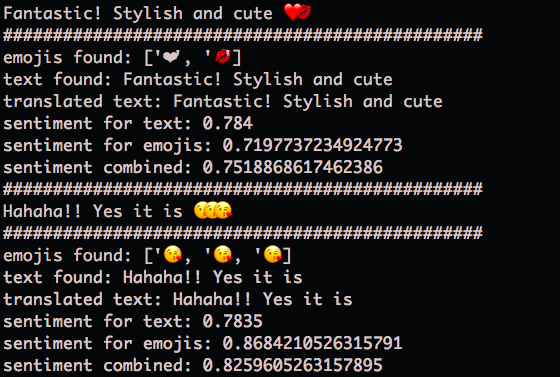 Fantastic! Stylish and cute ❤️💋
################################################
emojis found: ['❤', '💋']
text found: Fantastic! Stylish and cute
translated text: Fantastic! Stylish and cute
sentiment for text: 0.784
sentiment for emojis: 0.7197737234924773
sentiment combined: 0.7518868617462386
################################################
Hahaha!! Yes it is 😘😘😘
################################################
emojis found: ['😘, '😘, '😘]
text found: Hahaha!! Yes it is
translated text: Hahaha!! Yes it is
sentiment for text: 0.7835
sentiment for emojis: 0.8684210526315791
sentiment combined: 0.8259605263157895